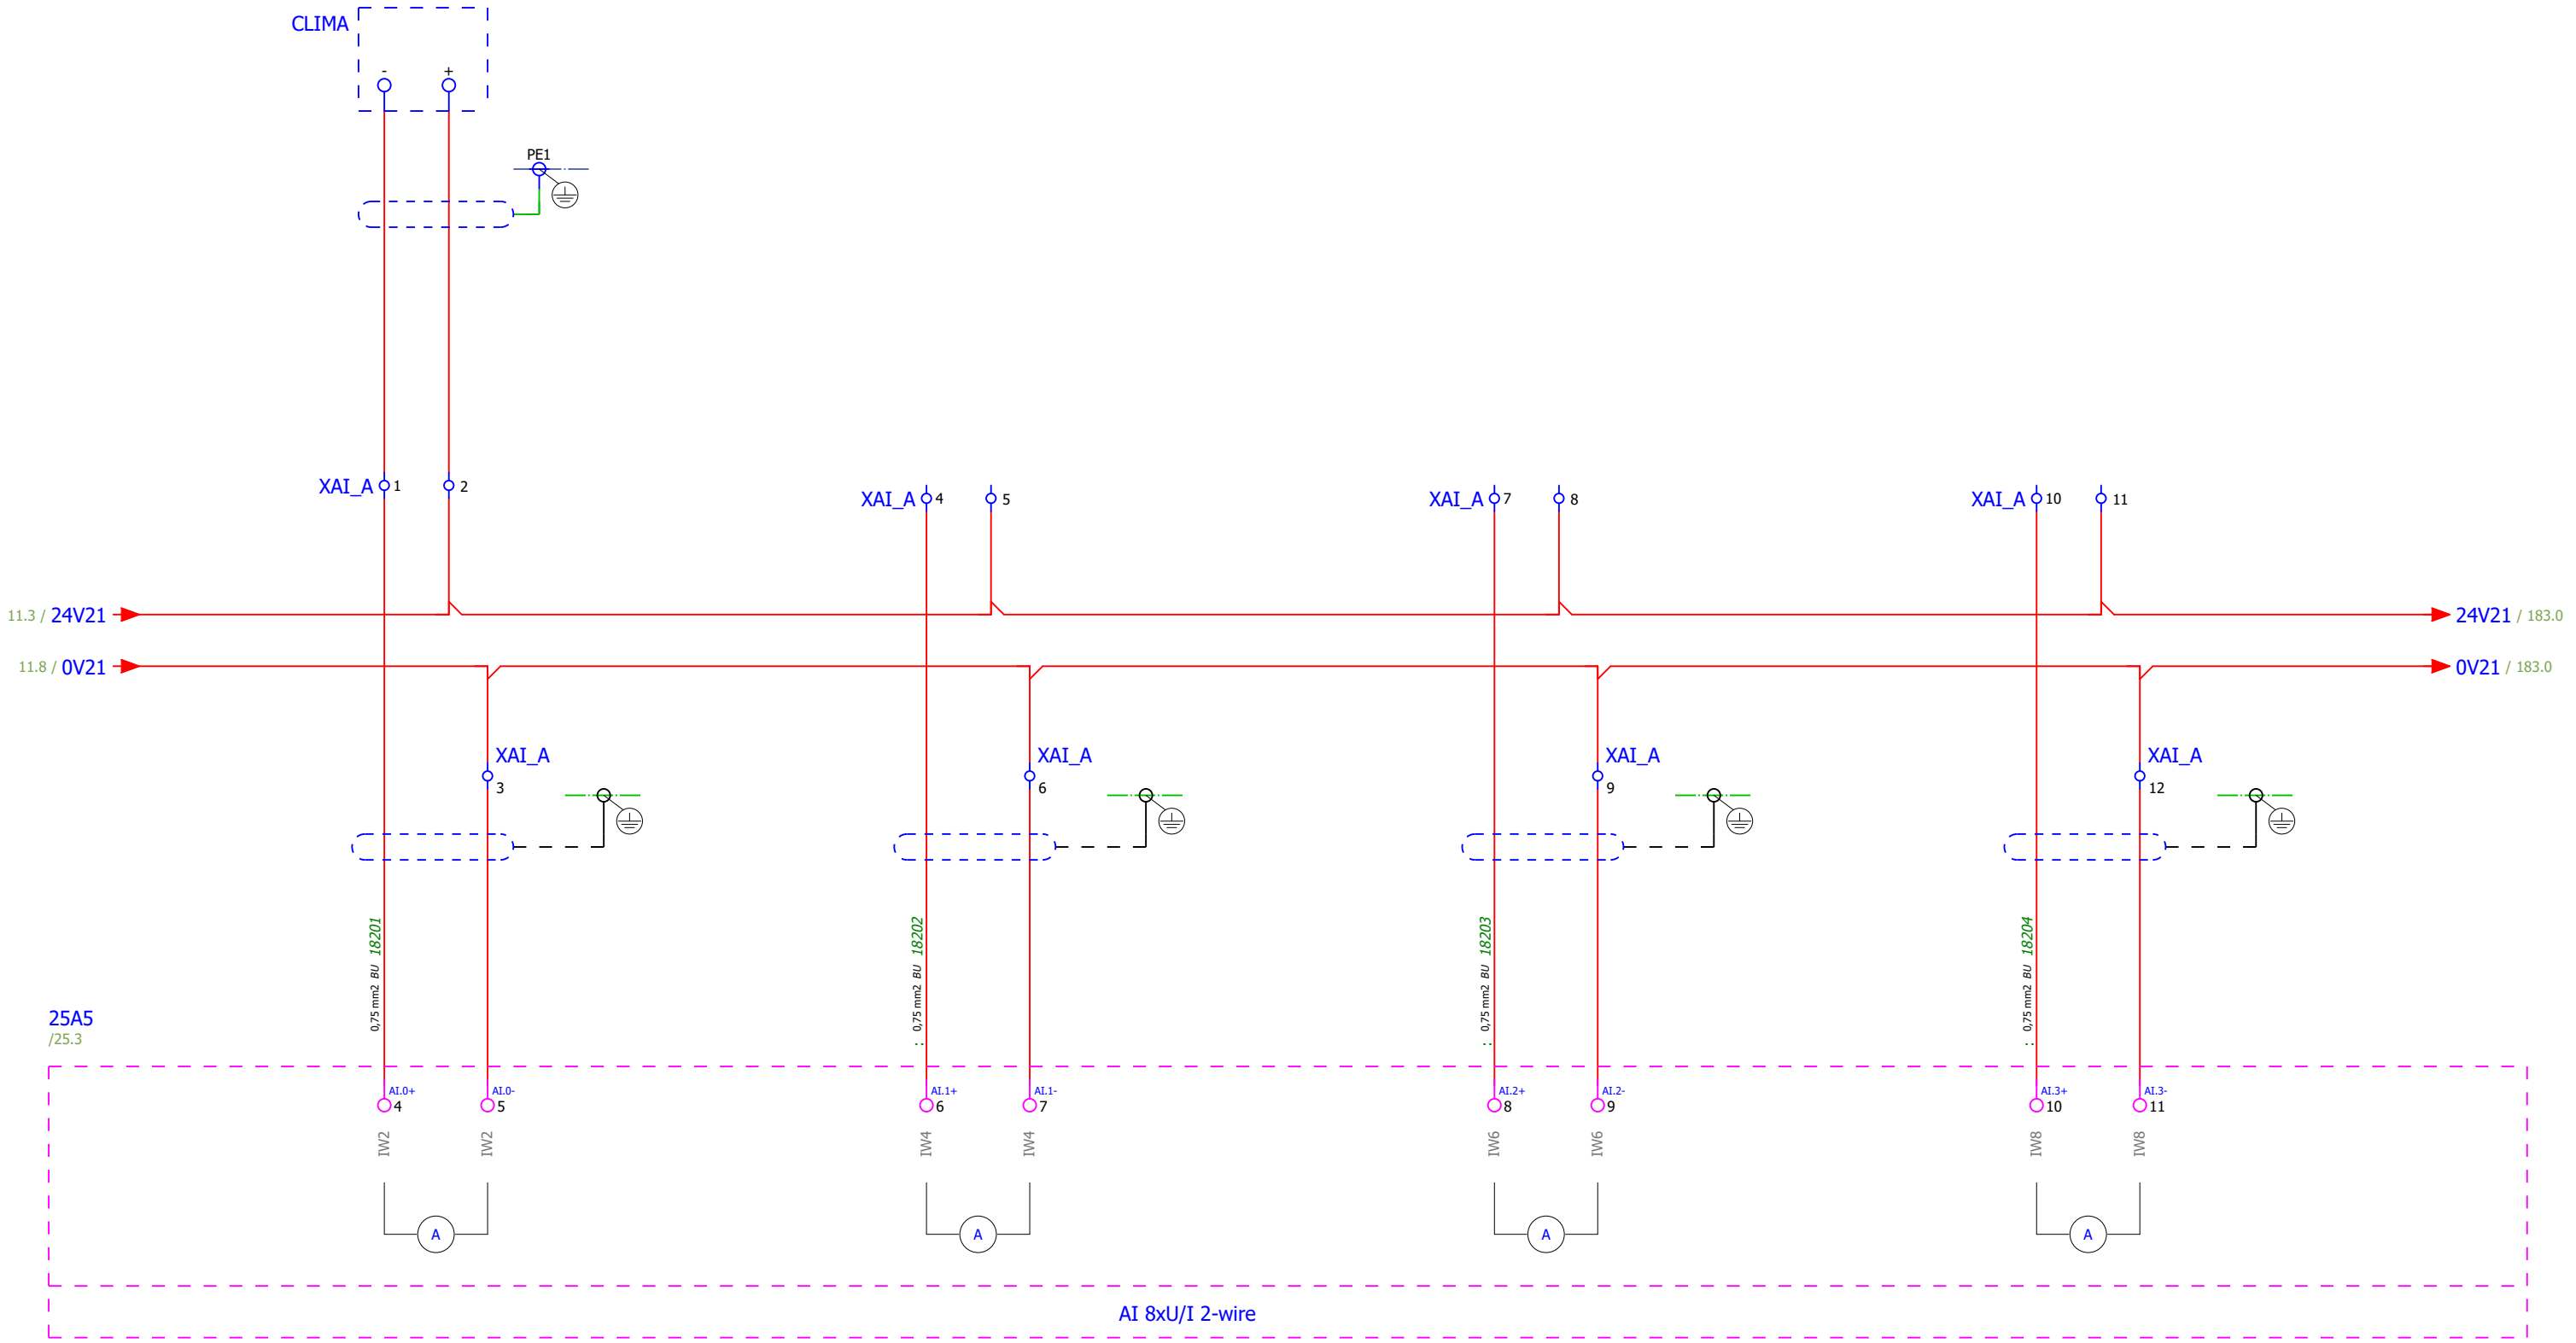 CLIMA
- +
PE1
XAI_A 1 2
XAI_A 4 5
XAI_A 7 8
XAI_A 10 11
11.3 / 24V21
24V21 / 183.0
11.8 / 0V21
0V21 / 183.0
XAI_A
3
XAI_A
6
XAI_A
9
XAI_A
12
0,75 mm2 BU 18201
: 0,75 mm2 BU 18202
: 0,75 mm2 BU 18203
: 0,75 mm2 BU 18204
25A5
/25.3
AI.0+ AI.0- AI.1+ AI.1- AI.2+ AI.2- AI.3+ AI.3-
4 5 6 7 8 9 10 11
IW2 IW2 IW4 IW4 IW6 IW6 IW8 IW8
A A A A
AI 8xU/I 2-wire